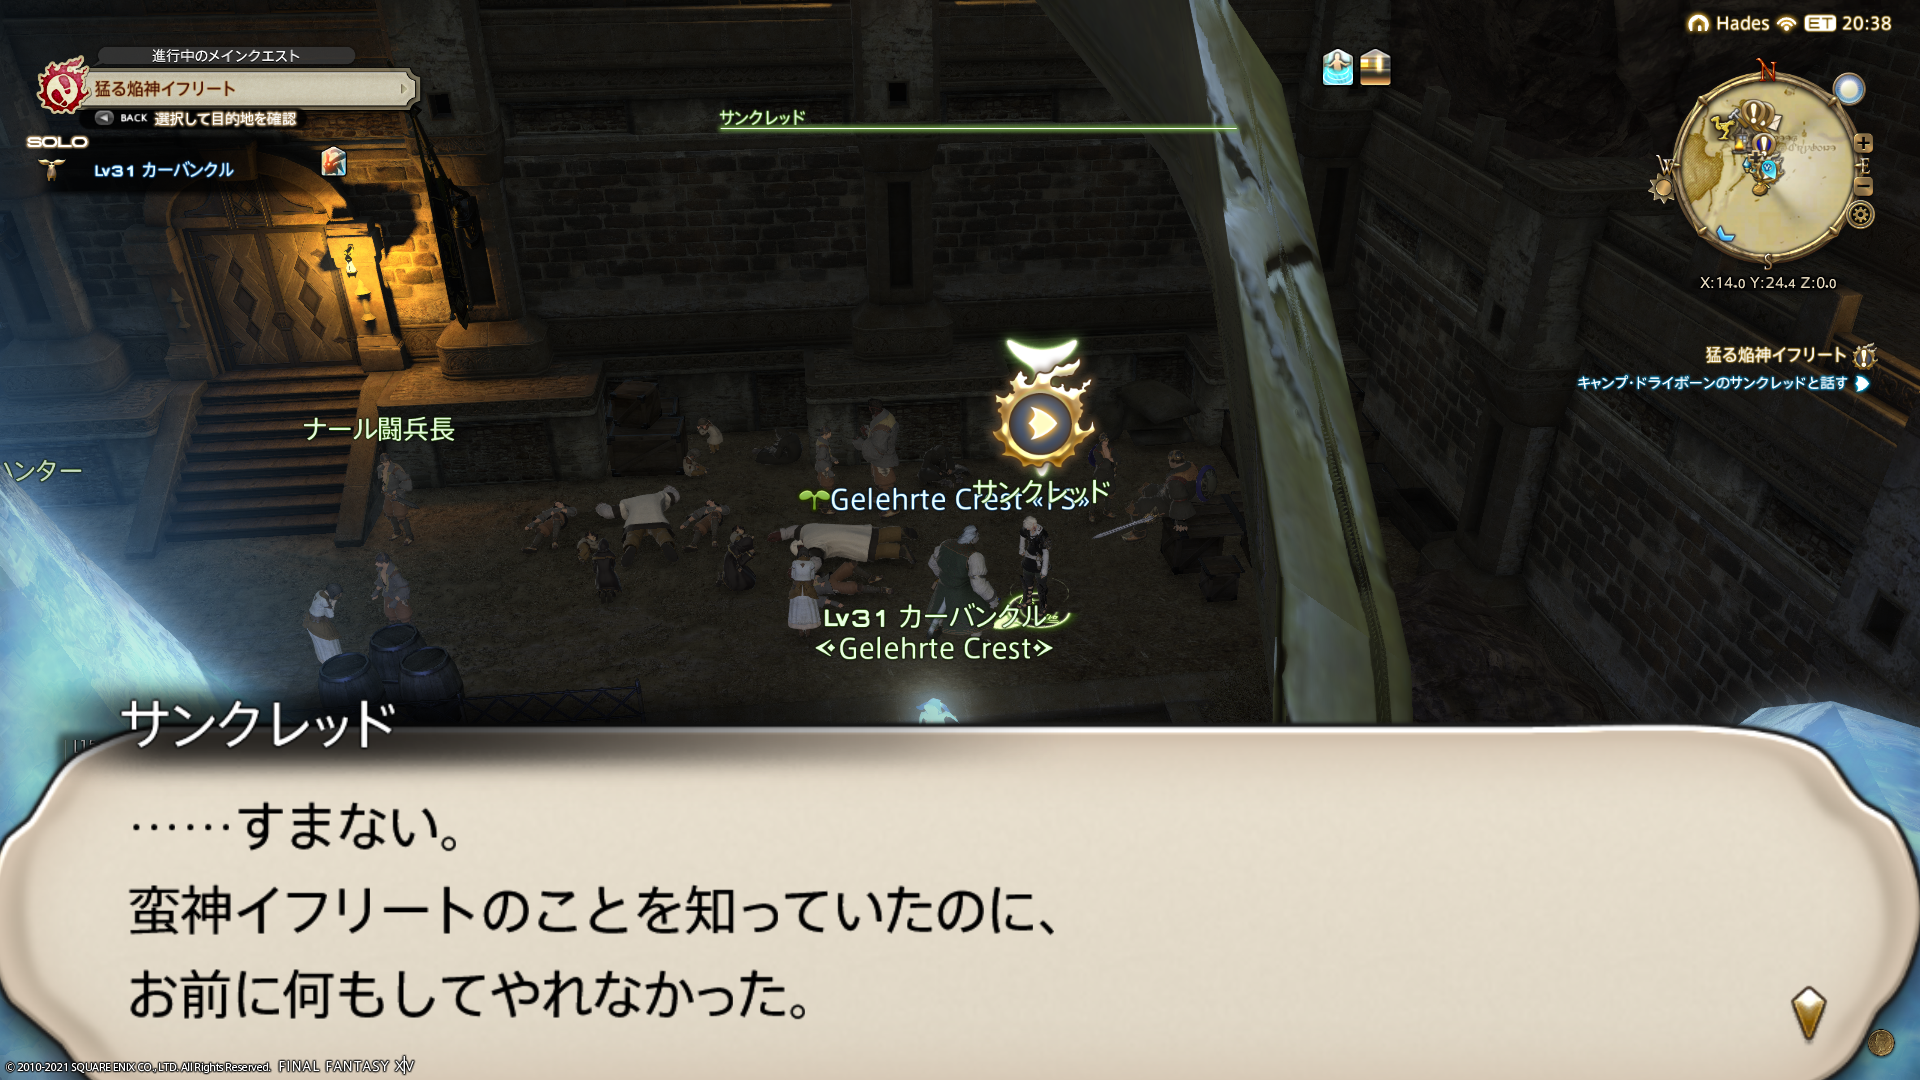 Hades ET 20:38
進行中のメインクエスト
猛る焔神イフリート
BACK 選択して目的地を確認
SOLO
Lv31 カーバンクル
サンクレッド
N
W
E
S
X:14.0 Y:24.4 Z:0.0
猛る焔神イフリート
キャンプ・ドライボーンのサンクレッドと話す
ナール闘兵長
ハンター
サンクレッド
Gelehrte Crest «PS»
Lv31 カーバンクル
«Gelehrte Crest»
サンクレッド
……すまない。
蛮神イフリートのことを知っていたのに、
お前に何もしてやれなかった。
© 2010-2021 SQUARE ENIX CO., LTD. All Rights Reserved. FINAL FANTASY XIV